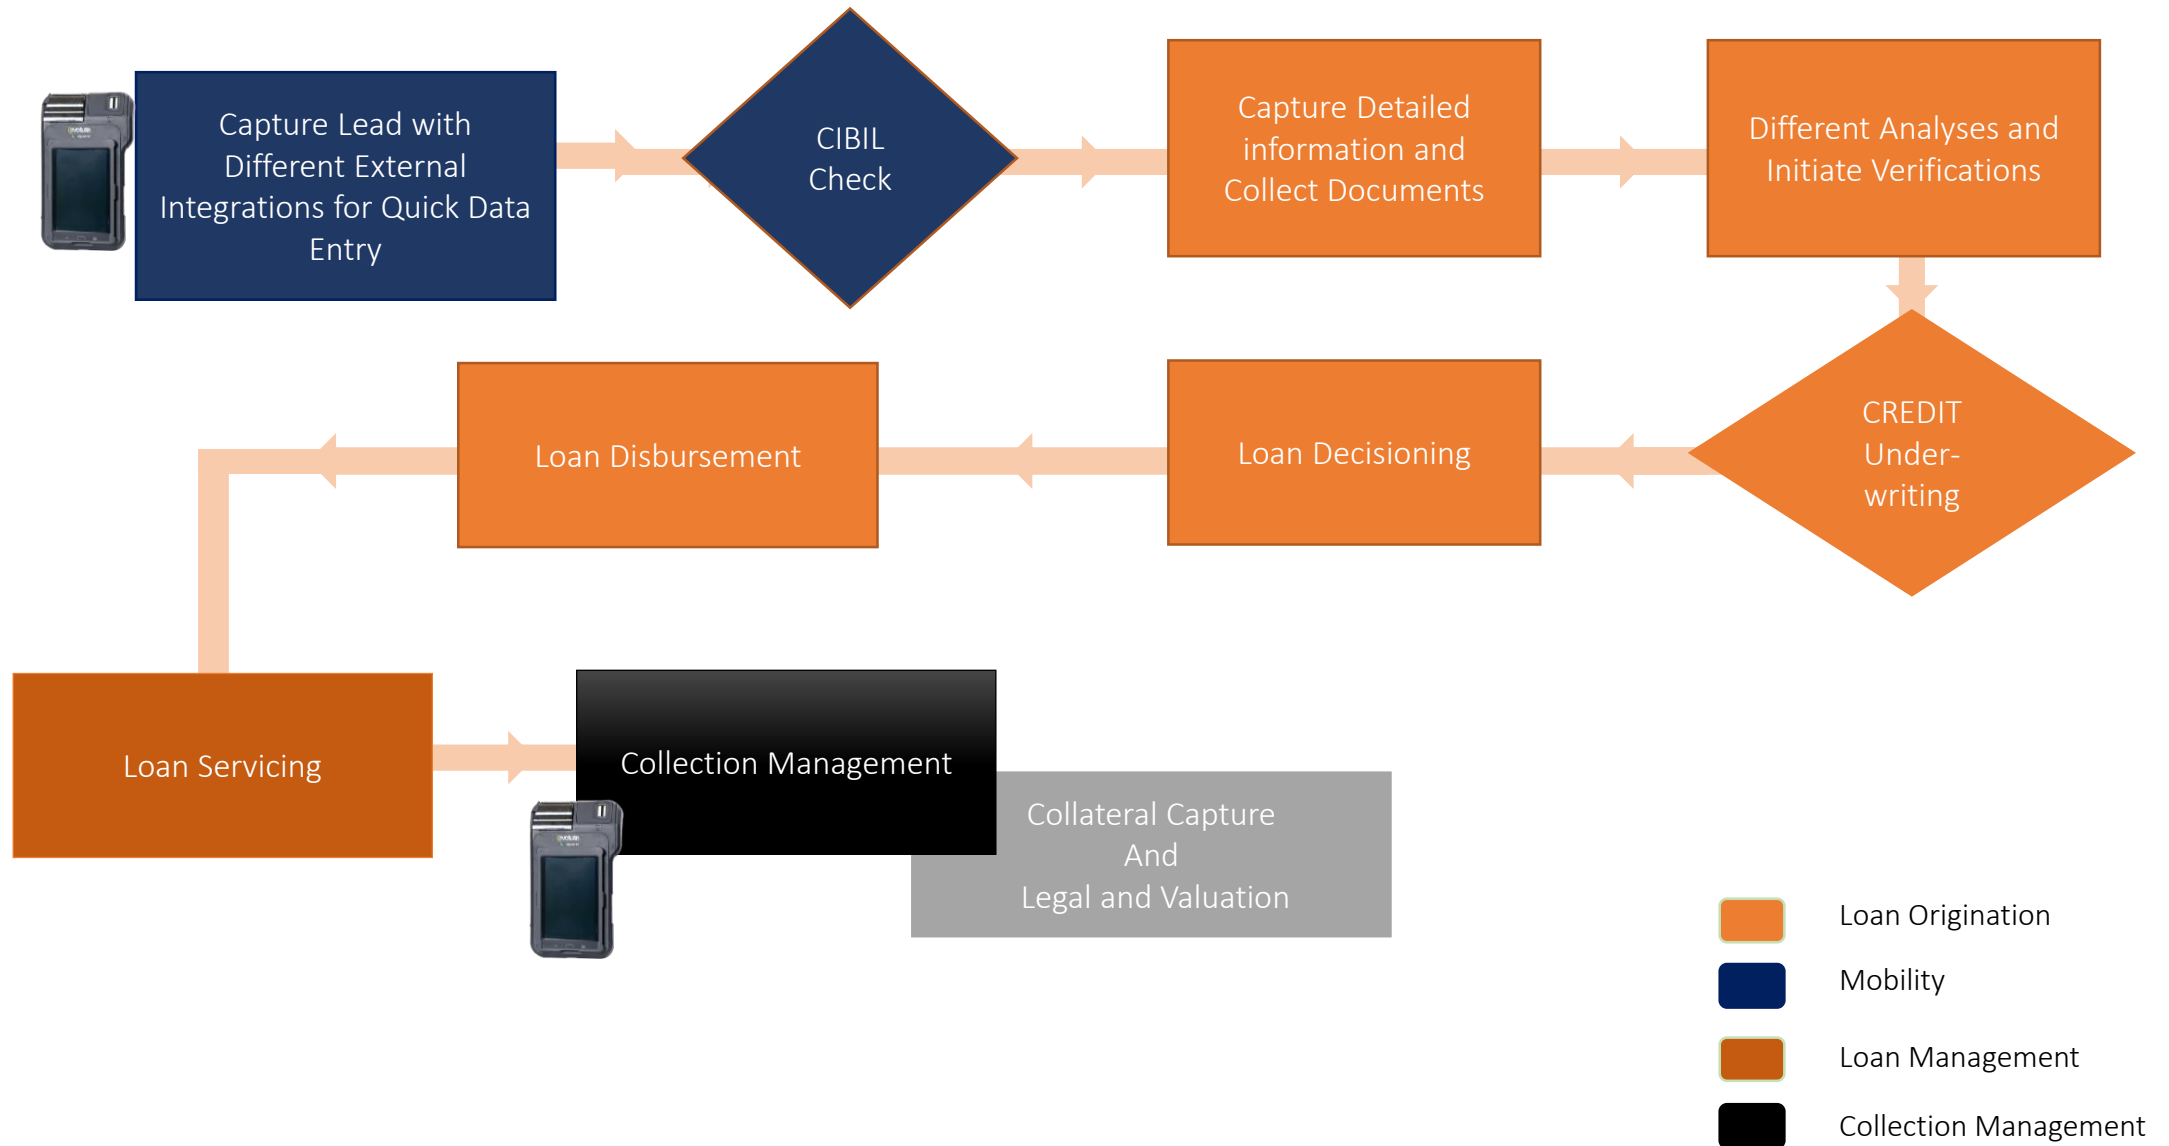 Capture Lead with
Different External
Integrations for Quick Data
Entry
CIBIL
Check
Capture Detailed
information and
Collect Documents
Different Analyses and
Initiate Verifications
CREDIT
Under-
writing
Loan Decisioning
Loan Disbursement
Loan Servicing
Collection Management
Collateral Capture
And
Legal and Valuation
Loan Origination
Mobility
Loan Management
Collection Management